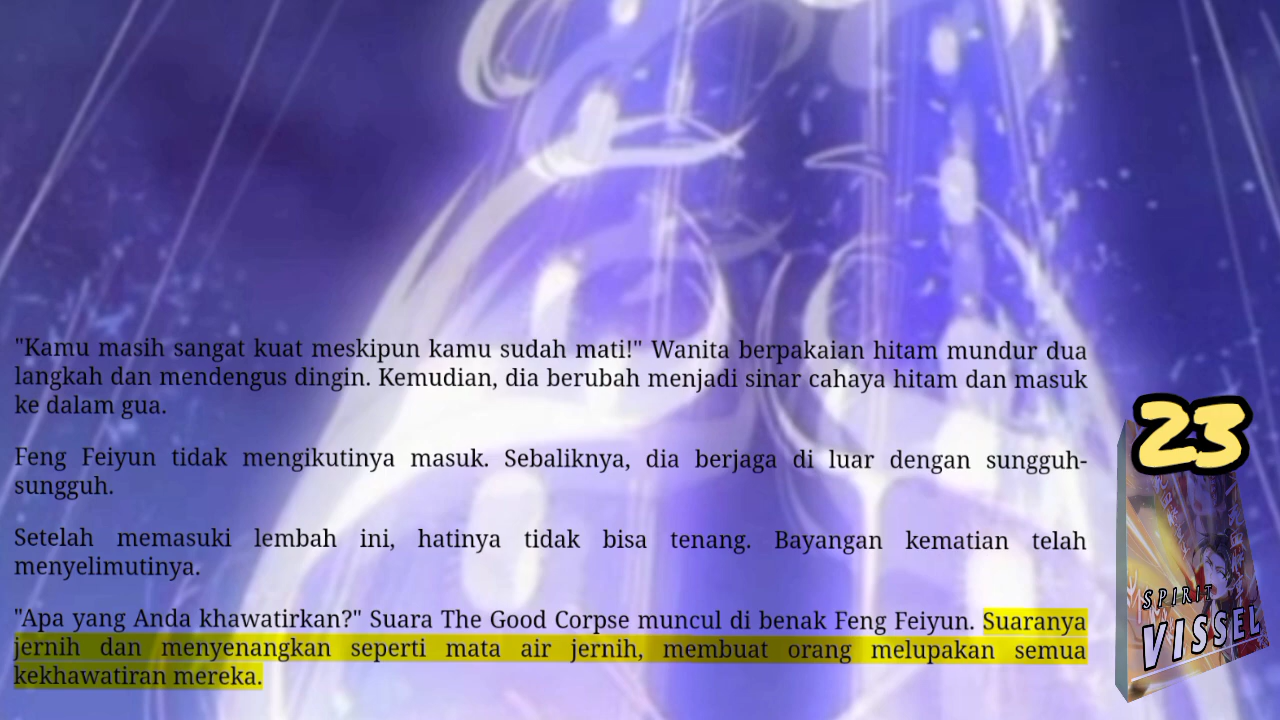 "Kamu masih sangat kuat meskipun kamu sudah mati!" Wanita berpakaian hitam mundur dua
langkah dan mendengus dingin. Kemudian, dia berubah menjadi sinar cahaya hitam dan masuk
ke dalam gua.
Feng Feiyun tidak mengikutinya masuk. Sebaliknya, dia berjaga di luar dengan sungguh-
sungguh.
Setelah memasuki lembah ini, hatinya tidak bisa tenang. Bayangan kematian telah
menyelimutinya.
"Apa yang Anda khawatirkan?" Suara The Good Corpse muncul di benak Feng Feiyun. Suaranya
jernih dan menyenangkan seperti mata air jernih, membuat orang melupakan semua
kekhawatiran mereka.
23
SPIRIT
VISSEL